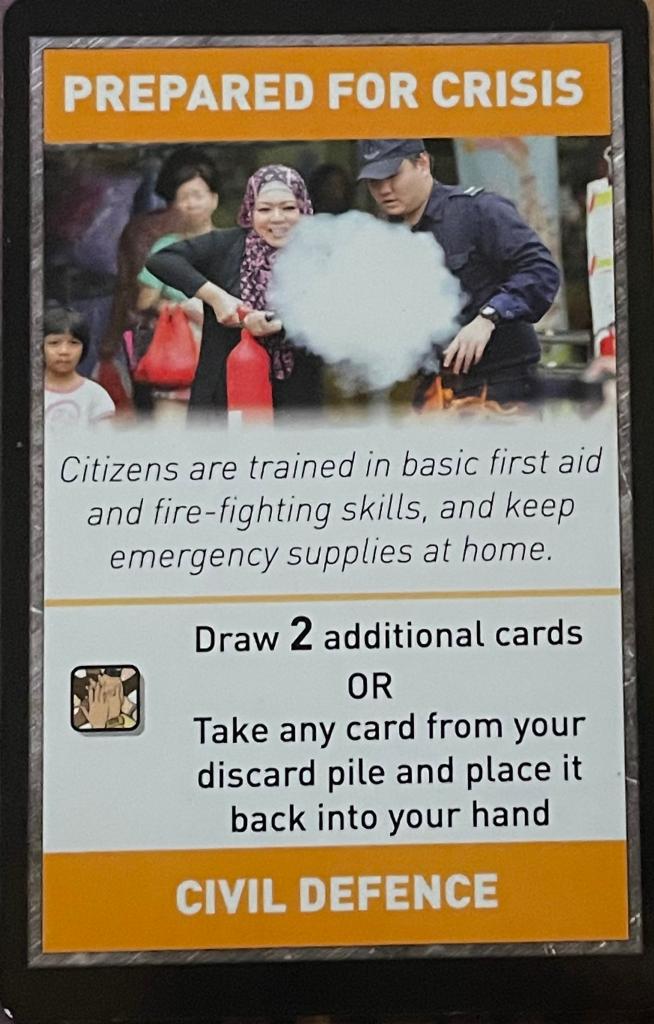 PREPARED FOR CRISIS
Citizens are trained in basic first aid
and fire-fighting skills, and keep
emergency supplies at home.
Draw 2 additional cards
OR
Take any card from your
discard pile and place it
back into your hand
CIVIL DEFENCE